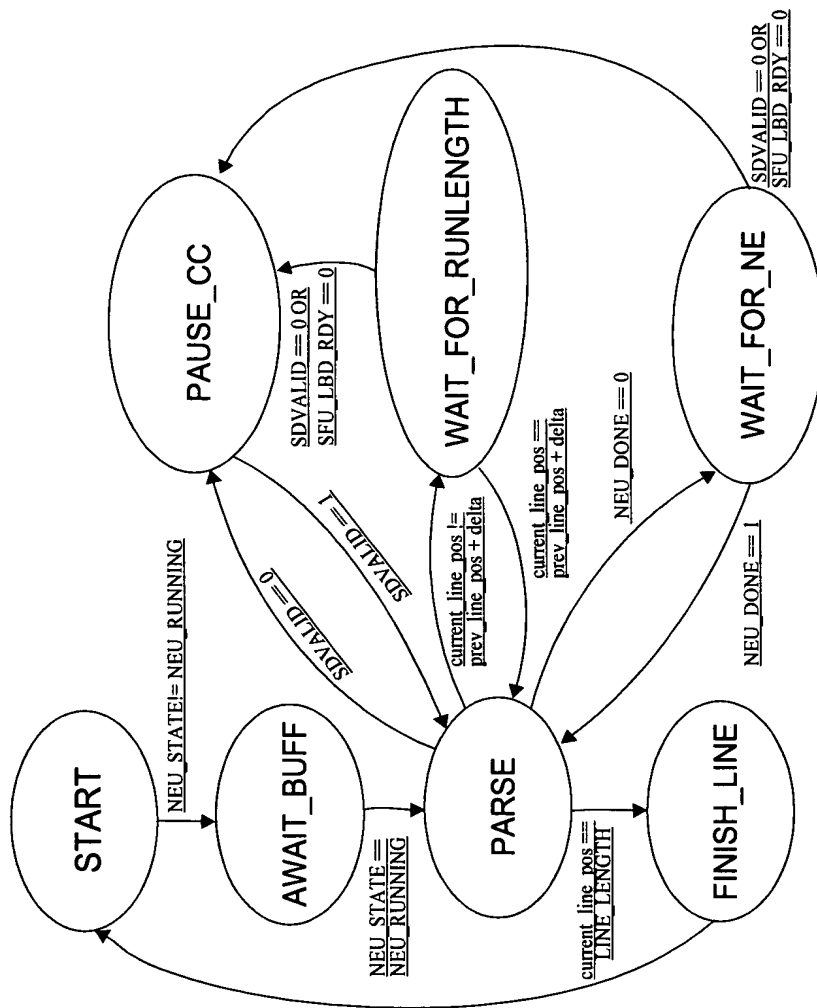 START
NEU_STATE!= NEU_RUNNING
AWAIT_BUFF
NEU_STATE ==
NEU_RUNNING
PARSE
current_line_pos ==
LINE_LENGTH
FINISH_LINE
SDVALID == 0
SDVALID == 1
PAUSE_CC
SDVALID == 0 OR
SFU_LBD_RDY == 0
current_line_pos !=
prev_line_pos + delta
WAIT_FOR_RUNLENGTH
current_line_pos ==
prev_line_pos + delta
NEU_DONE == 0
NEU_DONE == 1
WAIT_FOR_NE
SDVALID == 0 OR
SFU_LBD_RDY == 0